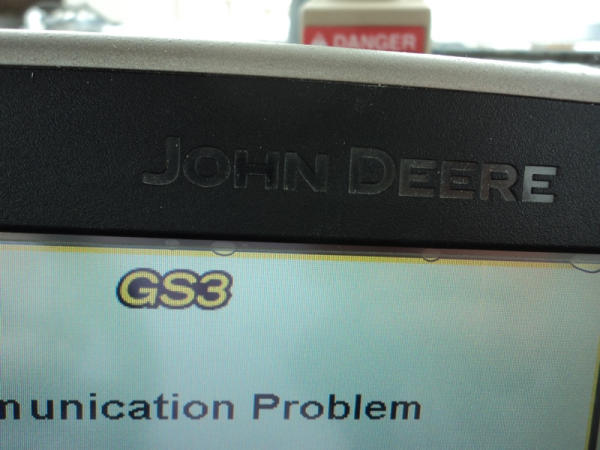 DANGER
JOHN DEERE
GS3
munication Problem